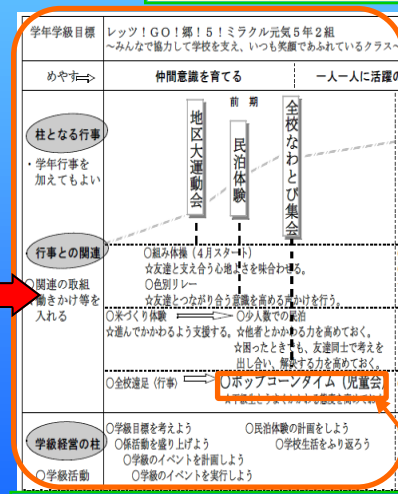 学年学級目標
レッツ！GO！郷！5！ミラクル元気5年2組
～みんなで協力して学校を支え、いつも笑顔であふれているクラス～
めやす
仲間意識を育てる
一人一人に活躍の
前 期
柱となる行事
・学年行事を
加えてもよい
地区大運動会
民泊体験
全校なわとび集会
行事との関連
○関連の取組
働きかけ等を
入れる
○組み体操（4月スタート）
☆友達と支え合う心地よさを味合わせる。
○色別リレー
☆友達とつながり合う意識を高める声かけを行う。
○米づくり体験
○少人数での民泊
☆進んでかかわるよう支援する。
☆他者とかかわる力を高めておく。
☆困ったときでも、友達同士で考えを
出し合い、解決する力を高めておく。
○全校遠足（行事）
○ポップコーンタイム（児童会）
学級経営の柱
○学級活動
○学級目標を考えよう
○民泊体験の計画をしよう
○係活動を盛り上げよう
○学校生活をふり返ろう
○学級のイベントを計画しよう
○学級のイベントを実行しよう